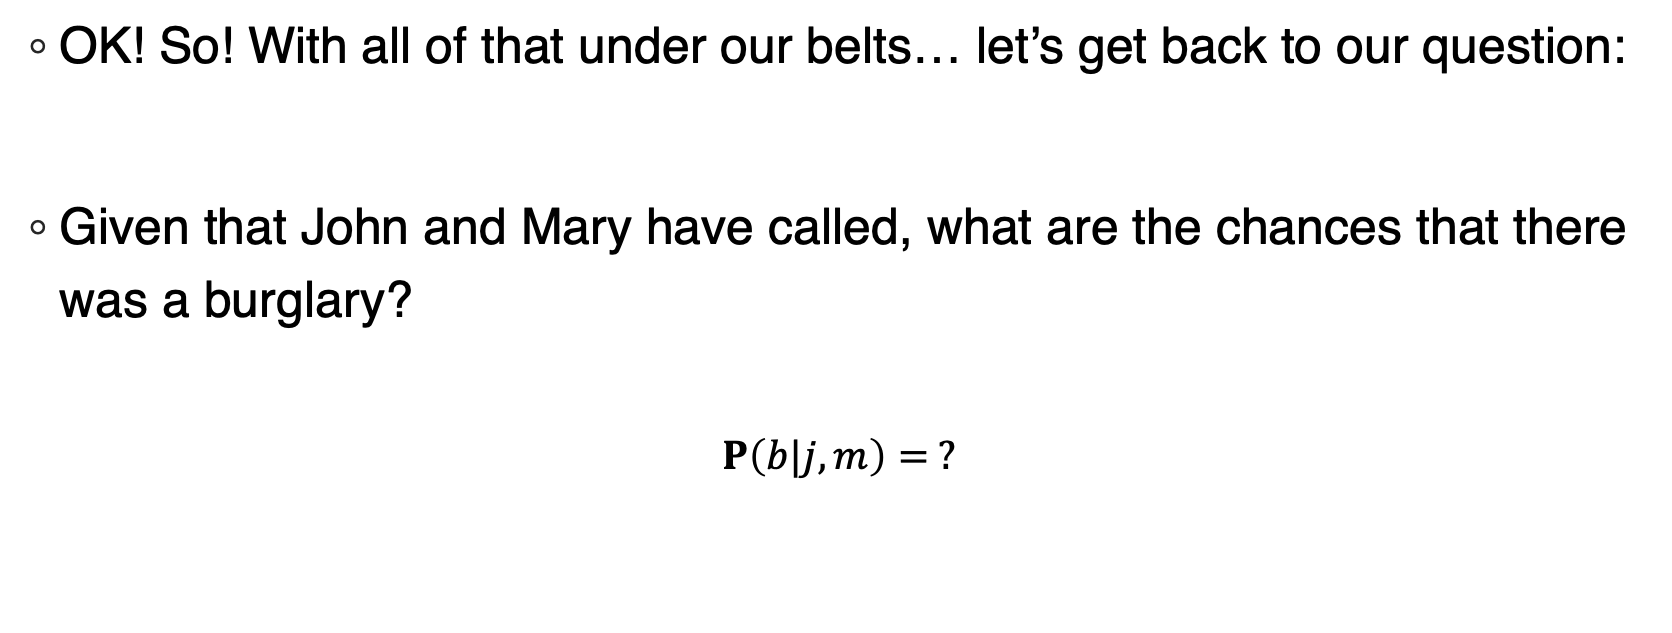 ◦ OK! So! With all of that under our belts… let’s get back to our question:
◦ Given that John and Mary have called, what are the chances that there
was a burglary?
𝐏(𝑏|𝑗, 𝑚) = ?